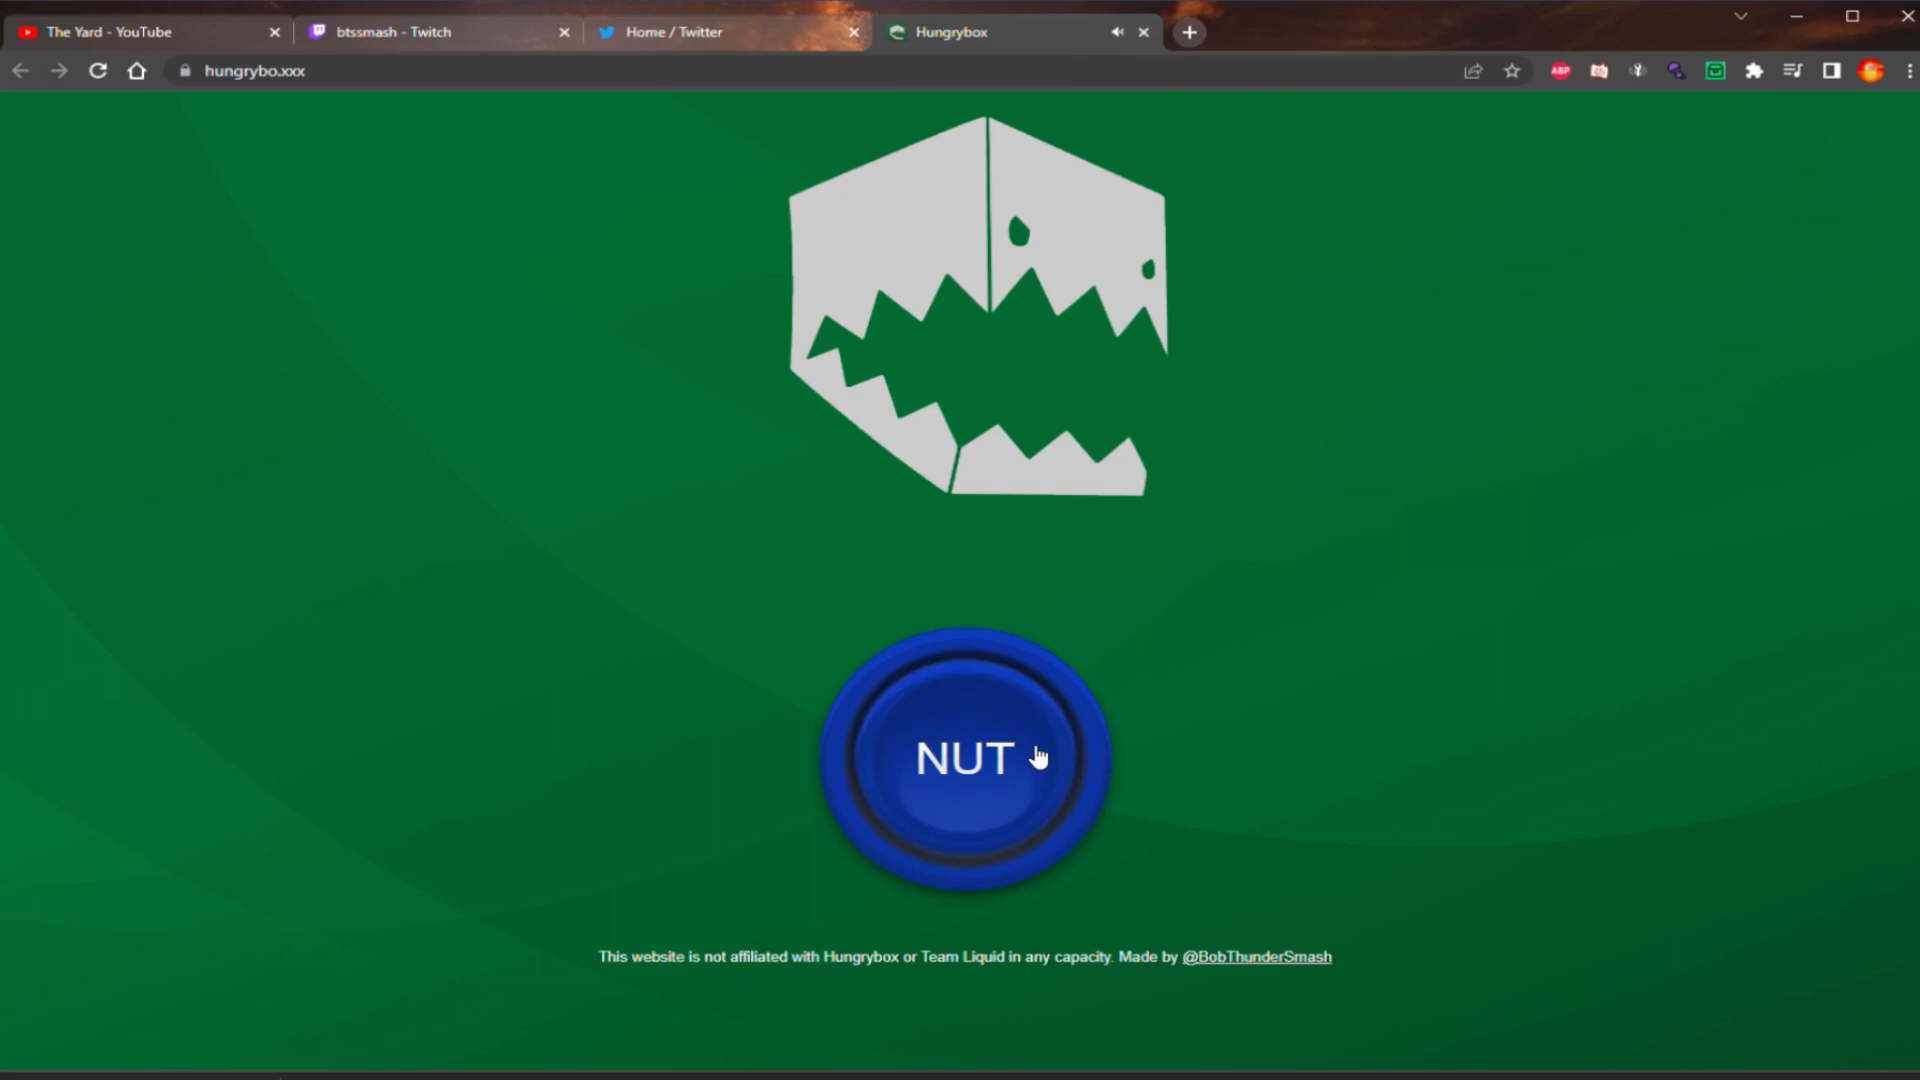 The Yard - YouTube
btssmash - Twitch
Home / Twitter
Hungrybox
hungrybo.xxx
ABP
NUT
This website is not affiliated with Hungrybox or Team Liquid in any capacity. Made by @BobThunderSmash